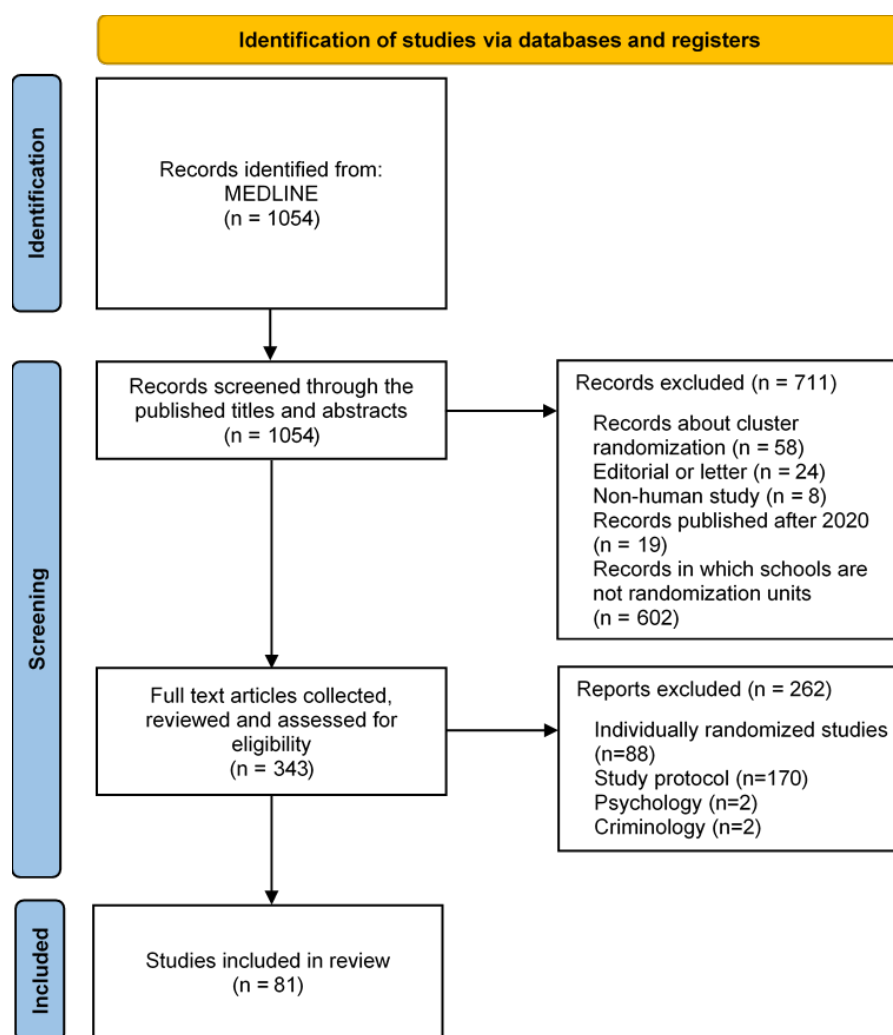 Identification of studies via databases and registers
Identification
Records identified from:
MEDLINE
(n = 1054)
Screening
Records screened through the
published titles and abstracts
(n = 1054)
Records excluded (n = 711)
Records about cluster
randomization (n = 58)
Editorial or letter (n = 24)
Non-human study (n = 8)
Records published after 2020
(n = 19)
Records in which schools are
not randomization units
(n = 602)
Full text articles collected,
reviewed and assessed for
eligibility
(n = 343)
Reports excluded (n = 262)
Individually randomized studies
(n=88)
Study protocol (n=170)
Psychology (n=2)
Criminology (n=2)
Included
Studies included in review
(n = 81)